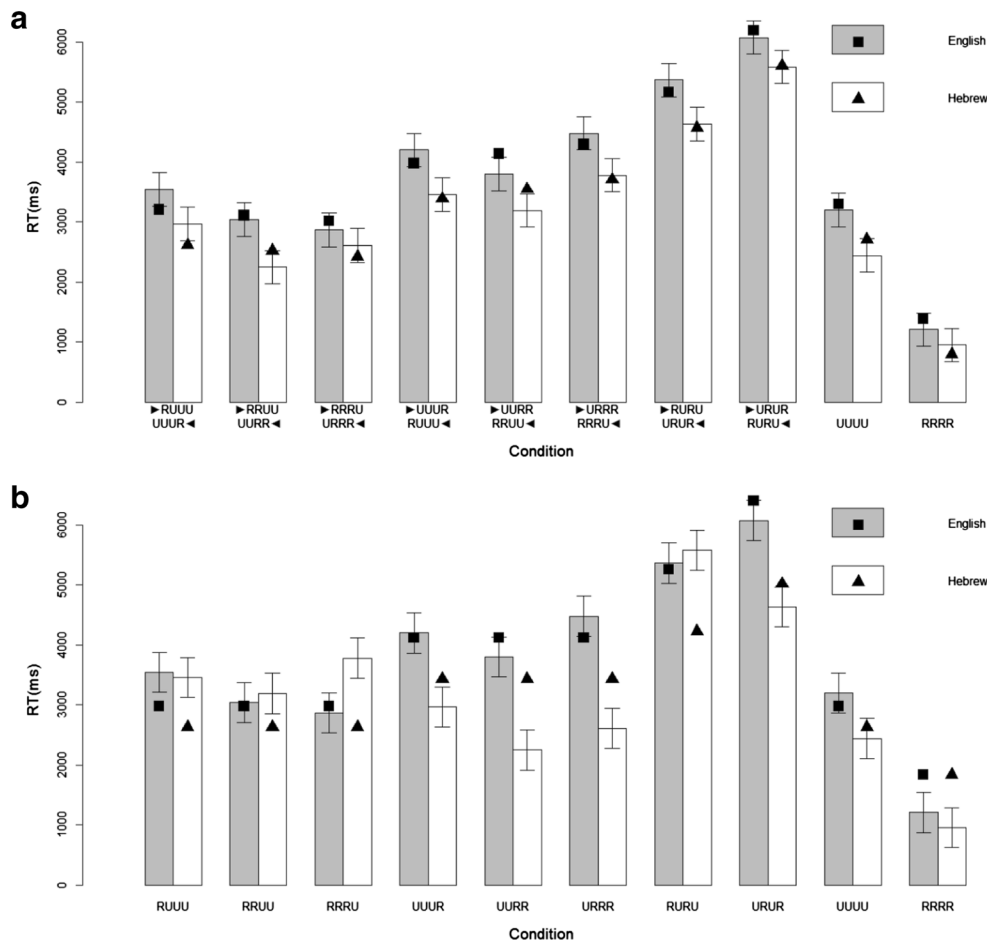 a
RT(ms)
6000
5000
4000
3000
2000
1000
0
English
Hebrew
►RUUU ►RRUU ►RRRU ►UUUR ►UURR ►URRR ►RURU ►URUR
UUUR◄ UURR◄ URRR◄ RUUU◄ RRUU◄ RRRU◄ URUR◄ RURU◄ UUUU RRRR
Condition
b
RT(ms)
6000
5000
4000
3000
2000
1000
0
English
Hebrew
RUUU RRUU RRRU UUUR UURR URRR RURU URUR UUUU RRRR
Condition